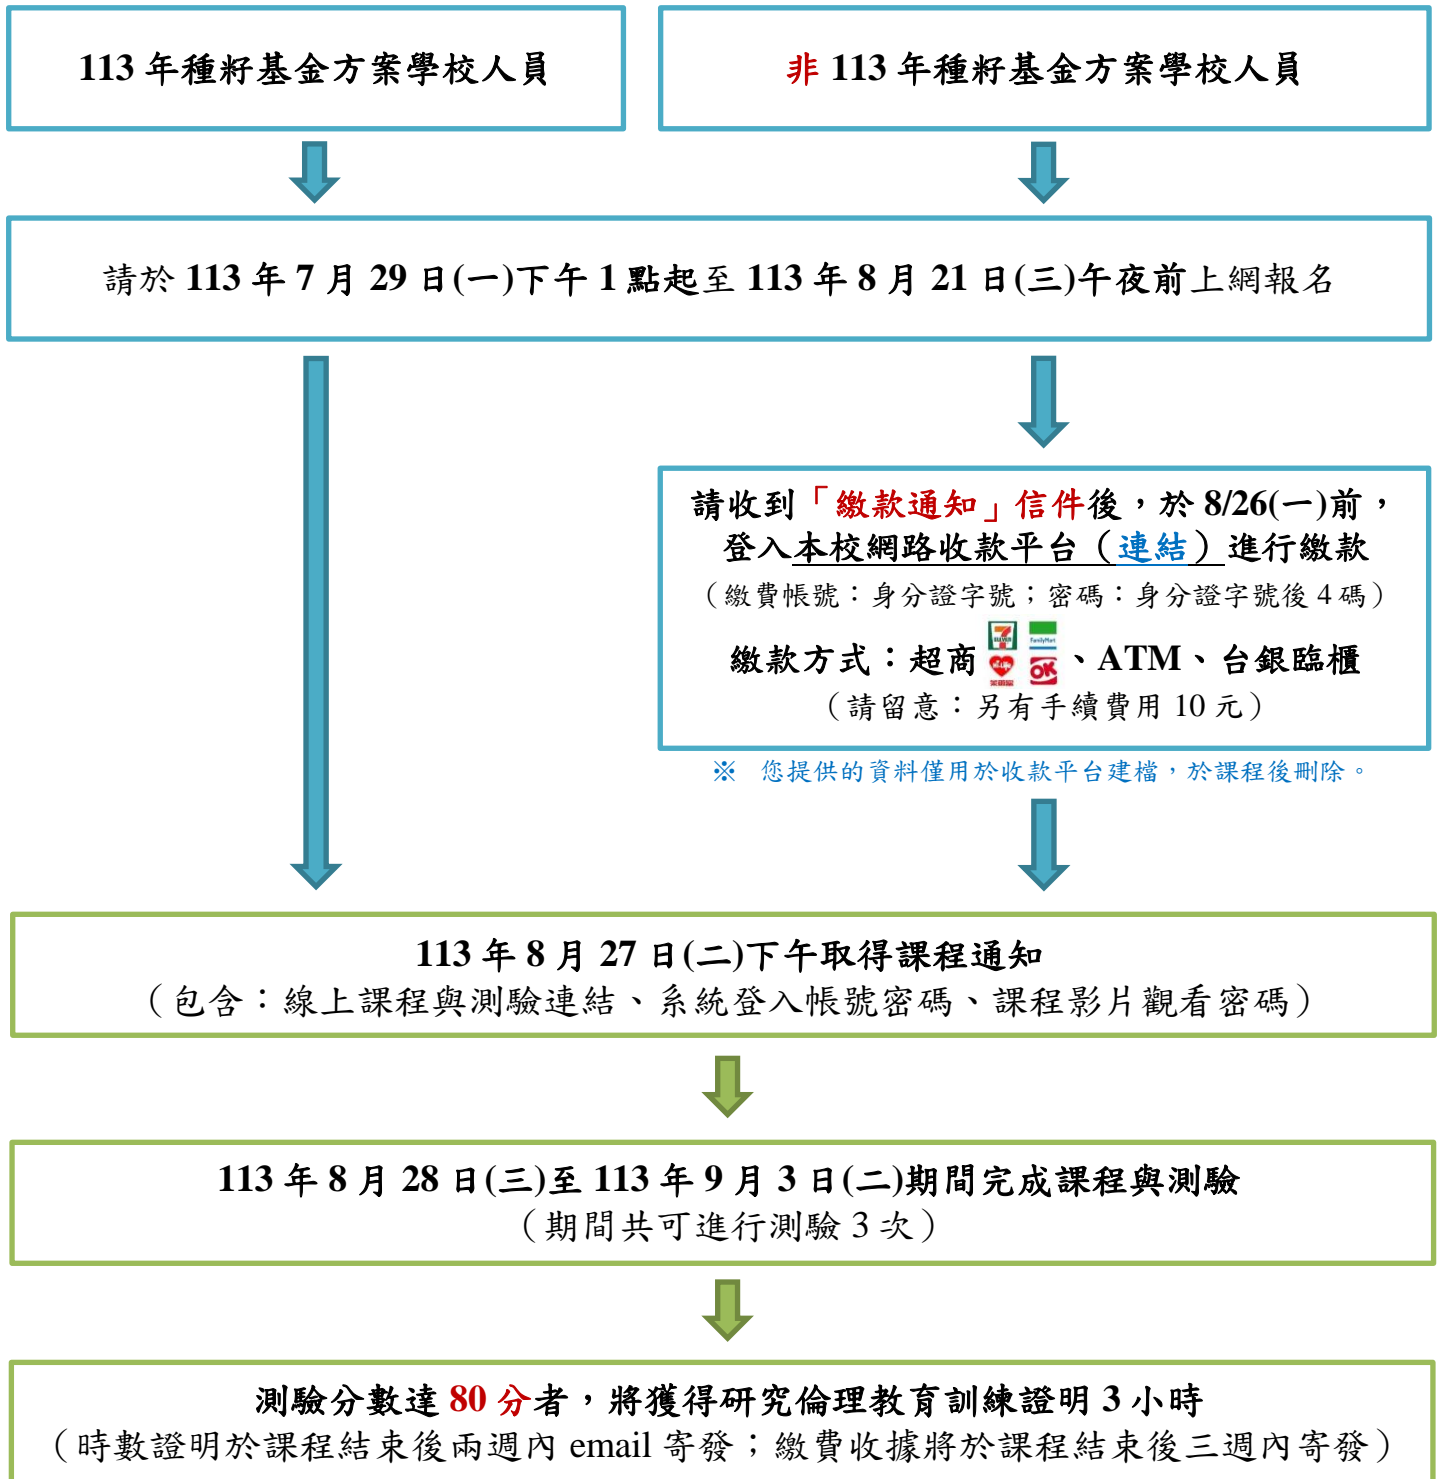 113 年種籽基金方案學校人員
非 113 年種籽基金方案學校人員
請於 113 年 7 月 29 日(一)下午 1 點起至 113 年 8 月 21 日(三)午夜前上網報名
請收到「繳款通知」信件後，於 8/26(一)前，
登入本校網路收款平台（連結）進行繳款
（繳費帳號：身分證字號；密碼：身分證字號後 4 碼）
繳款方式：超商、ATM、台銀臨櫃
7 ELEVEN
FamilyMart
萊爾富
OK
（請留意：另有手續費用 10 元）
※ 您提供的資料僅用於收款平台建檔，於課程後刪除。
113 年 8 月 27 日(二)下午取得課程通知
（包含：線上課程與測驗連結、系統登入帳號密碼、課程影片觀看密碼）
113 年 8 月 28 日(三)至 113 年 9 月 3 日(二)期間完成課程與測驗
（期間共可進行測驗 3 次）
測驗分數達 80 分者，將獲得研究倫理教育訓練證明 3 小時
（時數證明於課程結束後兩週內 email 寄發；繳費收據將於課程結束後三週內寄發）